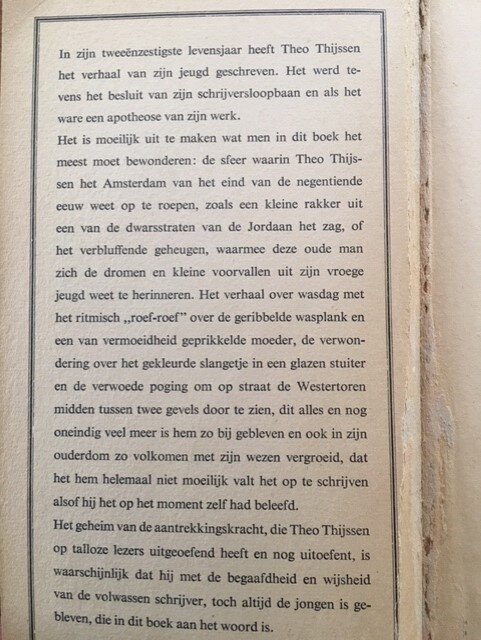 In zijn tweeënzestigste levensjaar heeft Theo Thijssen
het verhaal van zijn jeugd geschreven. Het werd te-
vens het besluit van zijn schrijversloopbaan en als het
ware een apotheose van zijn werk.
Het is moeilijk uit te maken wat men in dit boek het
meest moet bewonderen: de sfeer waarin Theo Thijs-
sen het Amsterdam van het eind van de negentiende
eeuw weet op te roepen, zoals een kleine rakker uit
een van de dwarsstraten van de Jordaan het zag, of
het verbluffende geheugen, waarmee deze oude man
zich de dromen en kleine voorvallen uit zijn vroege
jeugd weet te herinneren. Het verhaal over wasdag met
het ritmisch „roef-roef” over de geribbelde wasplank en
een van vermoeidheid geprikkelde moeder, de verwon-
dering over het gekleurde slangetje in een glazen stuiter
en de verwoede poging om op straat de Westertoren
midden tussen twee gevels door te zien, dit alles en nog
oneindig veel meer is hem zo bij gebleven en ook in zijn
ouderdom zo volkomen met zijn wezen vergroeid, dat
het hem helemaal niet moeilijk valt het op te schrijven
alsof hij het op het moment zelf had beleefd.
Het geheim van de aantrekkingskracht, die Theo Thijssen
op talloze lezers uitgeoefend heeft en nog uitoefent, is
waarschijnlijk dat hij met de begaafdheid en wijsheid
van de volwassen schrijver, toch altijd de jongen is ge-
bleven, die in dit boek aan het woord is.